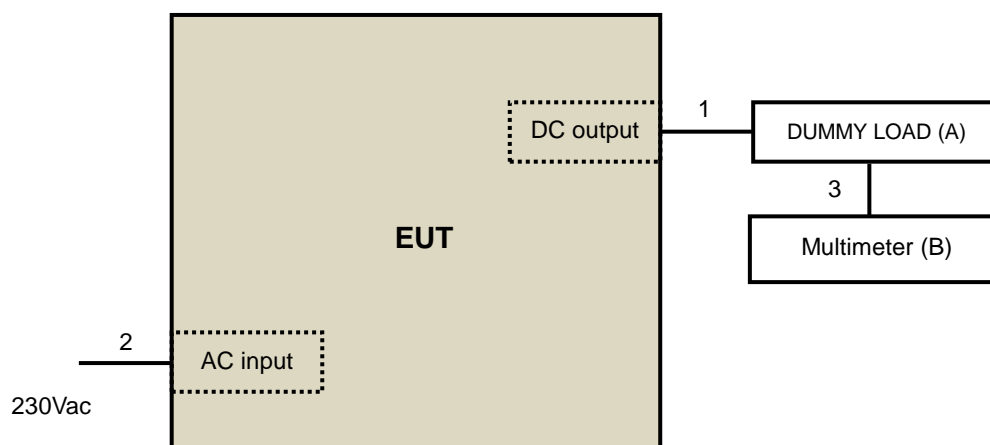 1
DC output
DUMMY LOAD (A)
3
EUT
Multimeter (B)
2
AC input
230Vac